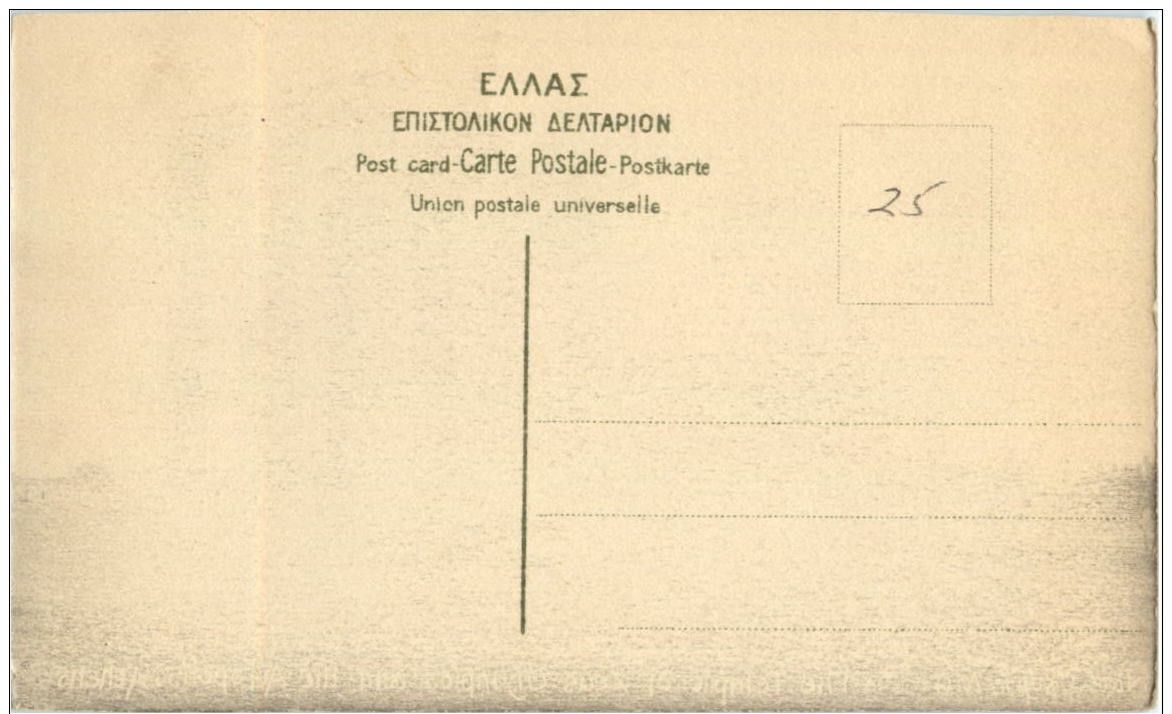 ΕΛΛΑΣ
ΕΠΙΣΤΟΛΙΚΟΝ ΔΕΛΤΑΡΙΟΝ
Post card-Carte Postale-Postkarte
Union postale universelle
25